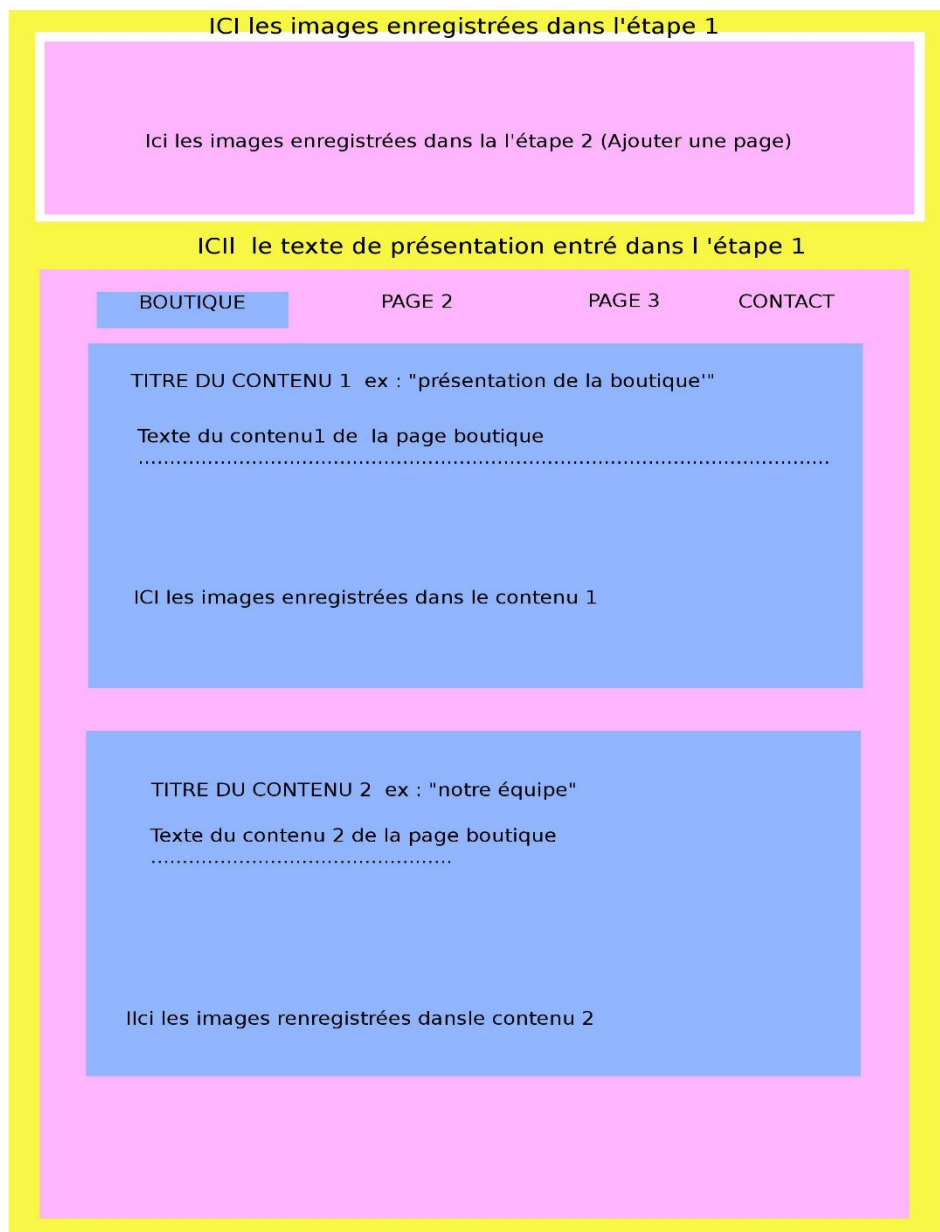 ICI les images enregistrées dans l'étape 1
Ici les images enregistrées dans la l'étape 2 (Ajouter une page)
ICIl le texte de présentation entré dans l 'étape 1
BOUTIQUE PAGE 2 PAGE 3 CONTACT
TITRE DU CONTENU 1 ex : "présentation de la boutique'"
Texte du contenu1 de la page boutique
........................................................................................................
ICI les images enregistrées dans le contenu 1
TITRE DU CONTENU 2 ex : "notre équipe"
Texte du contenu 2 de la page boutique
................................................
IIci les images renregistrées dansle contenu 2